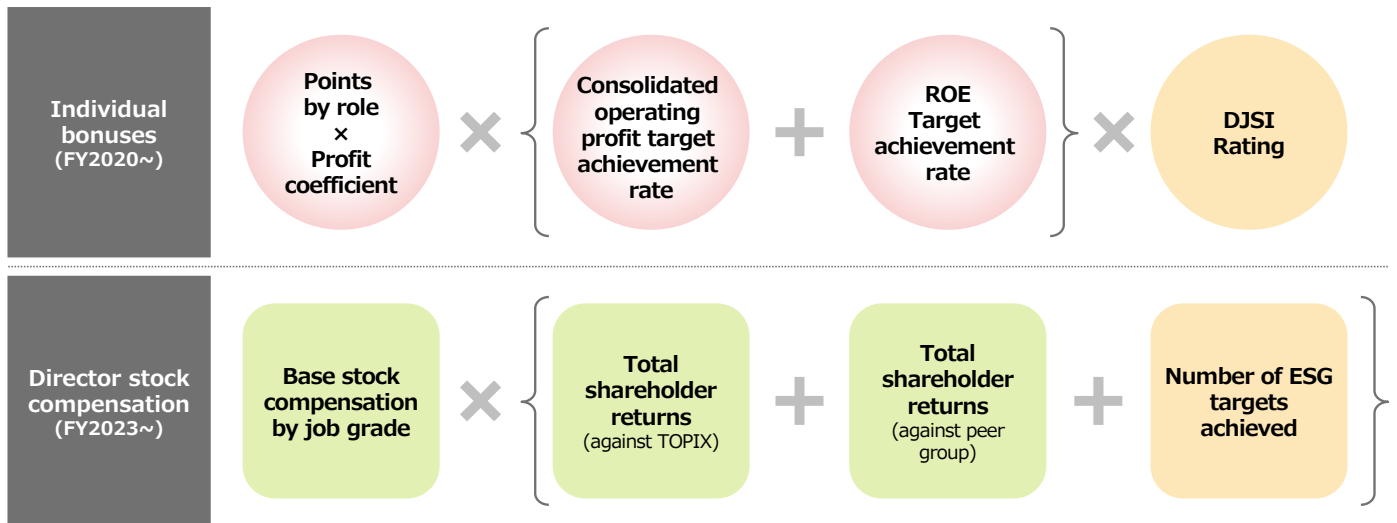 Individual
bonuses
(FY2020~)
Points
by role
×
Profit
coefficient
×
Consolidated
operating
profit target
achievement
rate
+
ROE
Target
achievement
rate
×
DJSI
Rating
Director stock
compensation
(FY2023~)
Base stock
compensation
by job grade
×
Total
shareholder
returns
(against TOPIX)
+
Total
shareholder
returns
(against peer
group)
+
Number of ESG
targets
achieved